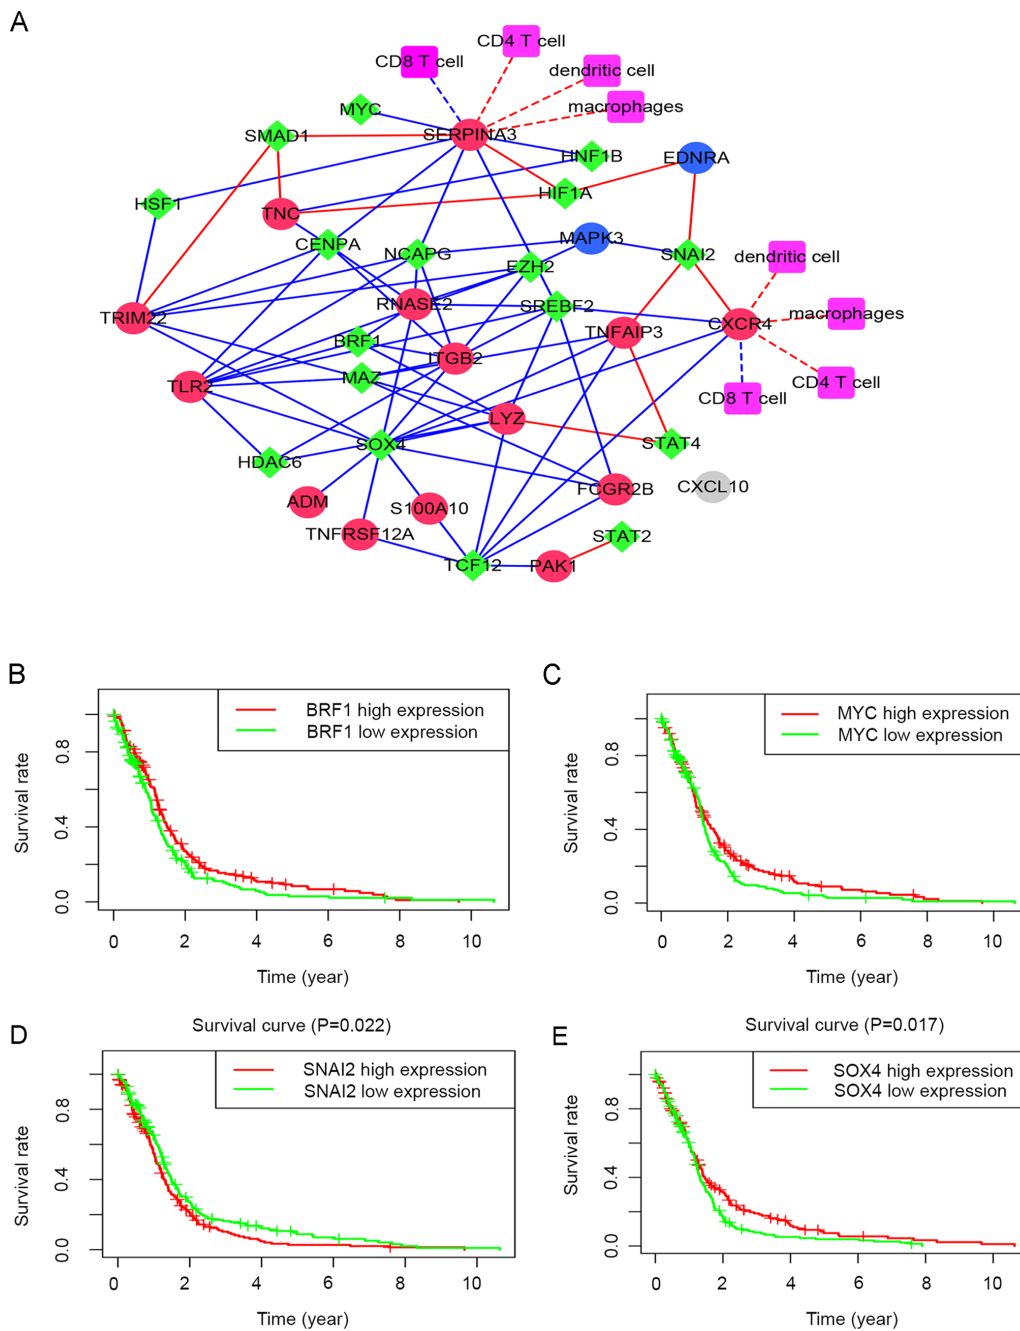 A
CD8 T cell
CD4 T cell
dendritic cell
macrophages
MYC
SMAD1
SERPINA3
HNF1B
EDNRA
HSF1
TNC
HIF1A
CENPA
NCAPG
MAPK3
EZH2
SNAI2
dendritic cell
TRIM22
RNASE2
SREBF2
TNFAIP3
CXCR4
macrophages
BRF1
ITGB2
TLR2
MAZ
CD8 T cell
CD4 T cell
LYZ
HDAC6
SOX4
STAT4
ADM
S100A10
FCGR2B
CXCL10
TNFRSF12A
STAT2
TCF12
PAK1
B
BRF1 high expression
BRF1 low expression
Survival rate
0.0 0.4 0.8
0 2 4 6 8 10
Time (year)
C
MYC high expression
MYC low expression
Survival rate
0.0 0.4 0.8
0 2 4 6 8 10
Time (year)
D
Survival curve (P=0.022)
SNAI2 high expression
SNAI2 low expression
Survival rate
0.0 0.4 0.8
0 2 4 6 8 10
Time (year)
E
Survival curve (P=0.017)
SOX4 high expression
SOX4 low expression
Survival rate
0.0 0.4 0.8
0 2 4 6 8 10
Time (year)